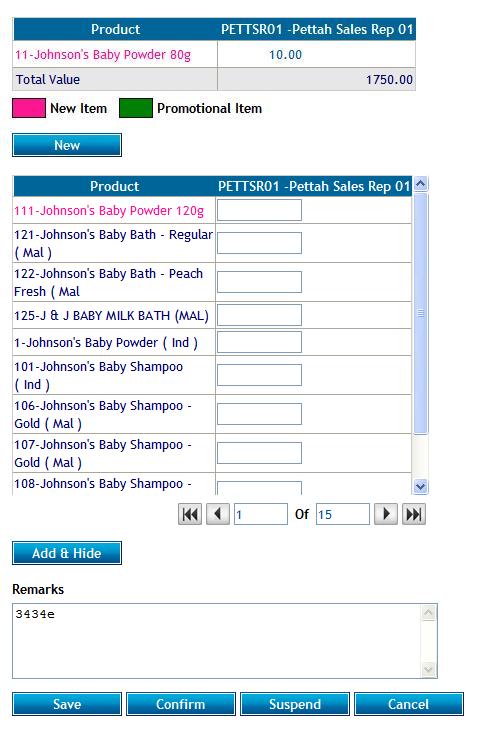 Product PETTSR01 -Pettah Sales Rep 01
11-Johnson's Baby Powder 80g 10.00
Total Value 1750.00
New Item Promotional Item
New
Product PETTSR01 -Pettah Sales Rep 01
111-Johnson's Baby Powder 120g
121-Johnson's Baby Bath - Regular
( Mal )
122-Johnson's Baby Bath - Peach
Fresh ( Mal
125-J & J BABY MILK BATH (MAL)
1-Johnson's Baby Powder ( Ind )
101-Johnson's Baby Shampoo
( Ind )
106-Johnson's Baby Shampoo -
Gold ( Mal )
107-Johnson's Baby Shampoo -
Gold ( Mal )
108-Johnson's Baby Shampoo -
1 Of 15
Add & Hide
Remarks
3434e
Save Confirm Suspend Cancel